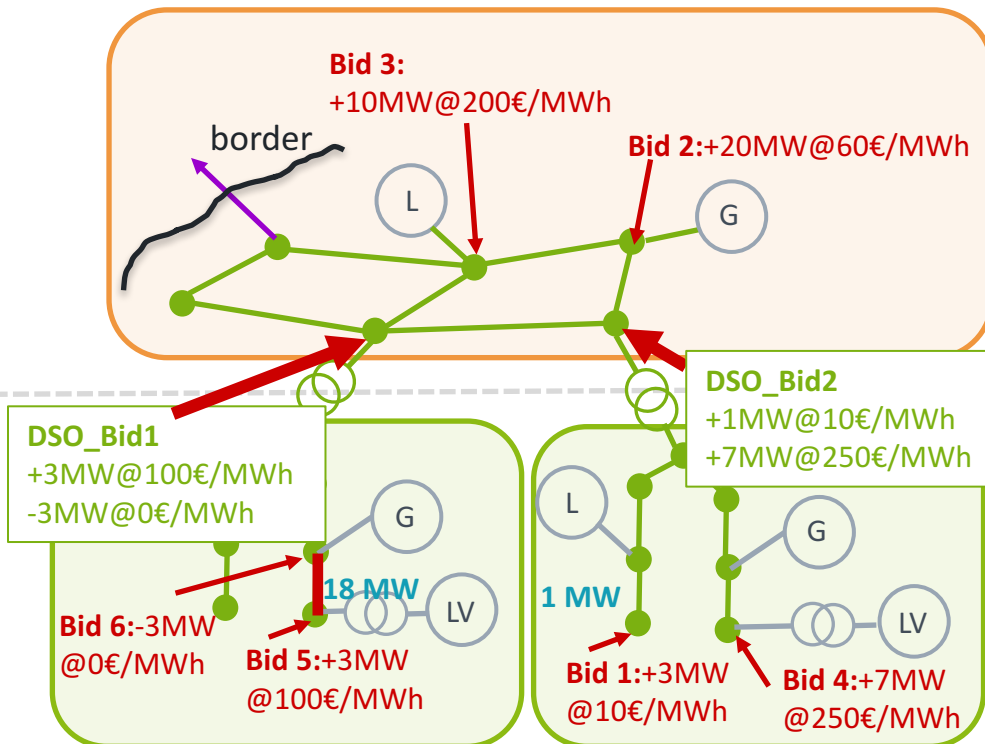 Bid 3:
+10MW@200€/MWh
border
Bid 2:+20MW@60€/MWh
L
G
DSO_Bid1
+3MW@100€/MWh
-3MW@0€/MWh
DSO_Bid2
+1MW@10€/MWh
+7MW@250€/MWh
G
18 MW
LV
Bid 6:-3MW
@0€/MWh
Bid 5:+3MW
@100€/MWh
L
G
1 MW
LV
Bid 1:+3MW
@10€/MWh
Bid 4:+7MW
@250€/MWh